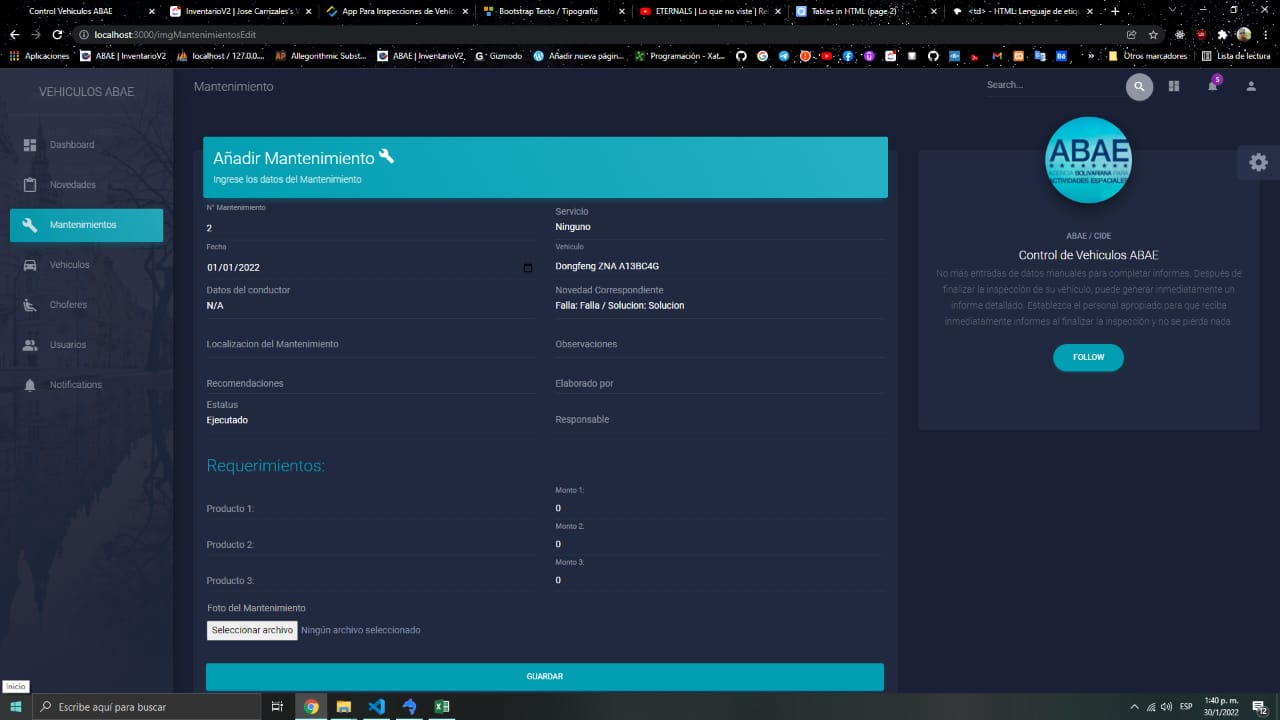 Control Vehiculos ABAE
InventarioV2 | Jose Carrizales's V
App Para Inspecciones de Vehíc
Bootstrap Texto / Tipografía
ETERNALS | Lo que no viste | Re
Tables in HTML (page 2)
<td> - HTML: Lenguaje de etiq
localhost:3000/imgMantenimientosEdit
Aplicaciones
ABAE | InventarioV2
localhost / 127.0.0...
Allegorithmic Subst...
ABAE | InventarioV2
Gizmodo
Añadir nueva págin...
Programación - Xat...
Otros marcadores
Lista de lectura
VEHICULOS ABAE
Mantenimiento
Search...
5
Dashboard
Novedades
Mantenimientos
Vehiculos
Choferes
Usuarios
Notifications
Añadir Mantenimiento
Ingrese los datos del Mantenimiento
N° Mantenimiento
2
Servicio
Ninguno
Fecha
01/01/2022
Vehiculo
Dongfeng ZNA A13BC4G
Datos del conductor
N/A
Novedad Correspondiente
Falla: Falla / Solucion: Solucion
Localizacion del Mantenimiento
Observaciones
Recomendaciones
Elaborado por
Estatus
Ejecutado
Responsable
Requerimientos:
Producto 1:
Monto 1:
0
Producto 2:
Monto 2:
0
Producto 3:
Monto 3:
0
Foto del Mantenimiento
Seleccionar archivo Ningún archivo seleccionado
GUARDAR
ABAE
AGENCIA BOLIVARIANA PARA
ACTIVIDADES ESPACIALES
ABAE / CIDE
Control de Vehiculos ABAE
No más entradas de datos manuales para completar informes. Después de
finalizar la inspección de su vehículo, puede generar inmediatamente un
informe detallado. Establezca el personal apropiado para que reciba
inmediatamente informes al finalizar la inspección y no se pierda nada.
FOLLOW
Inicio
Escribe aquí para buscar
ESP
1:40 p. m.
30/1/2022
12